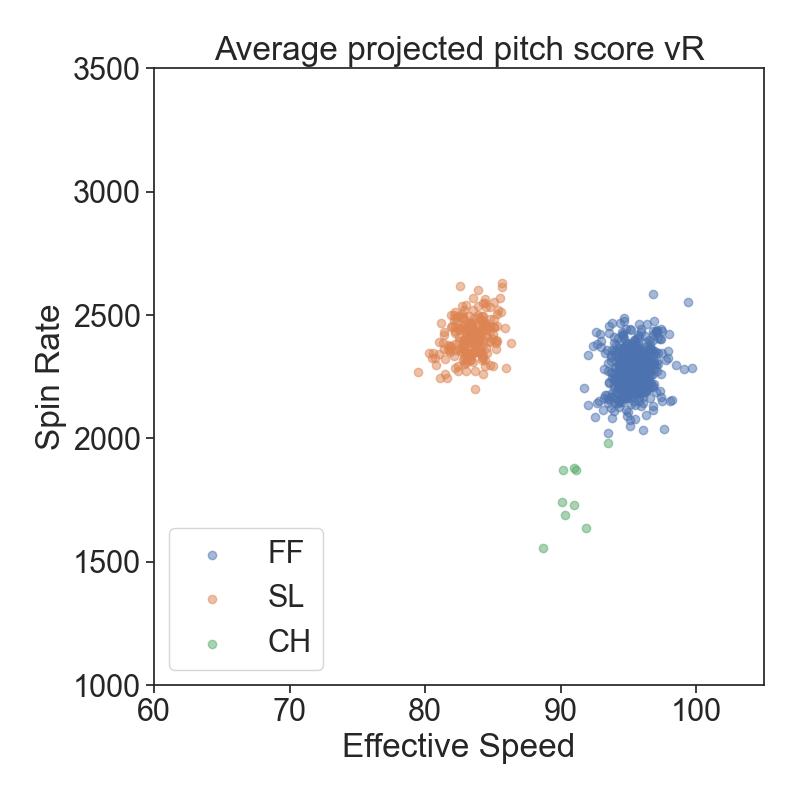 Average projected pitch score vR
3500
3000
2500
2000
1500
1000
Spin Rate
FF
SL
CH
60 70 80 90 100
Effective Speed